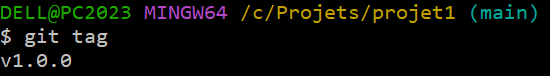 DELL@PC2023 MINGW64 /c/Projets/projet1 (main)
$ git tag
v1.0.0